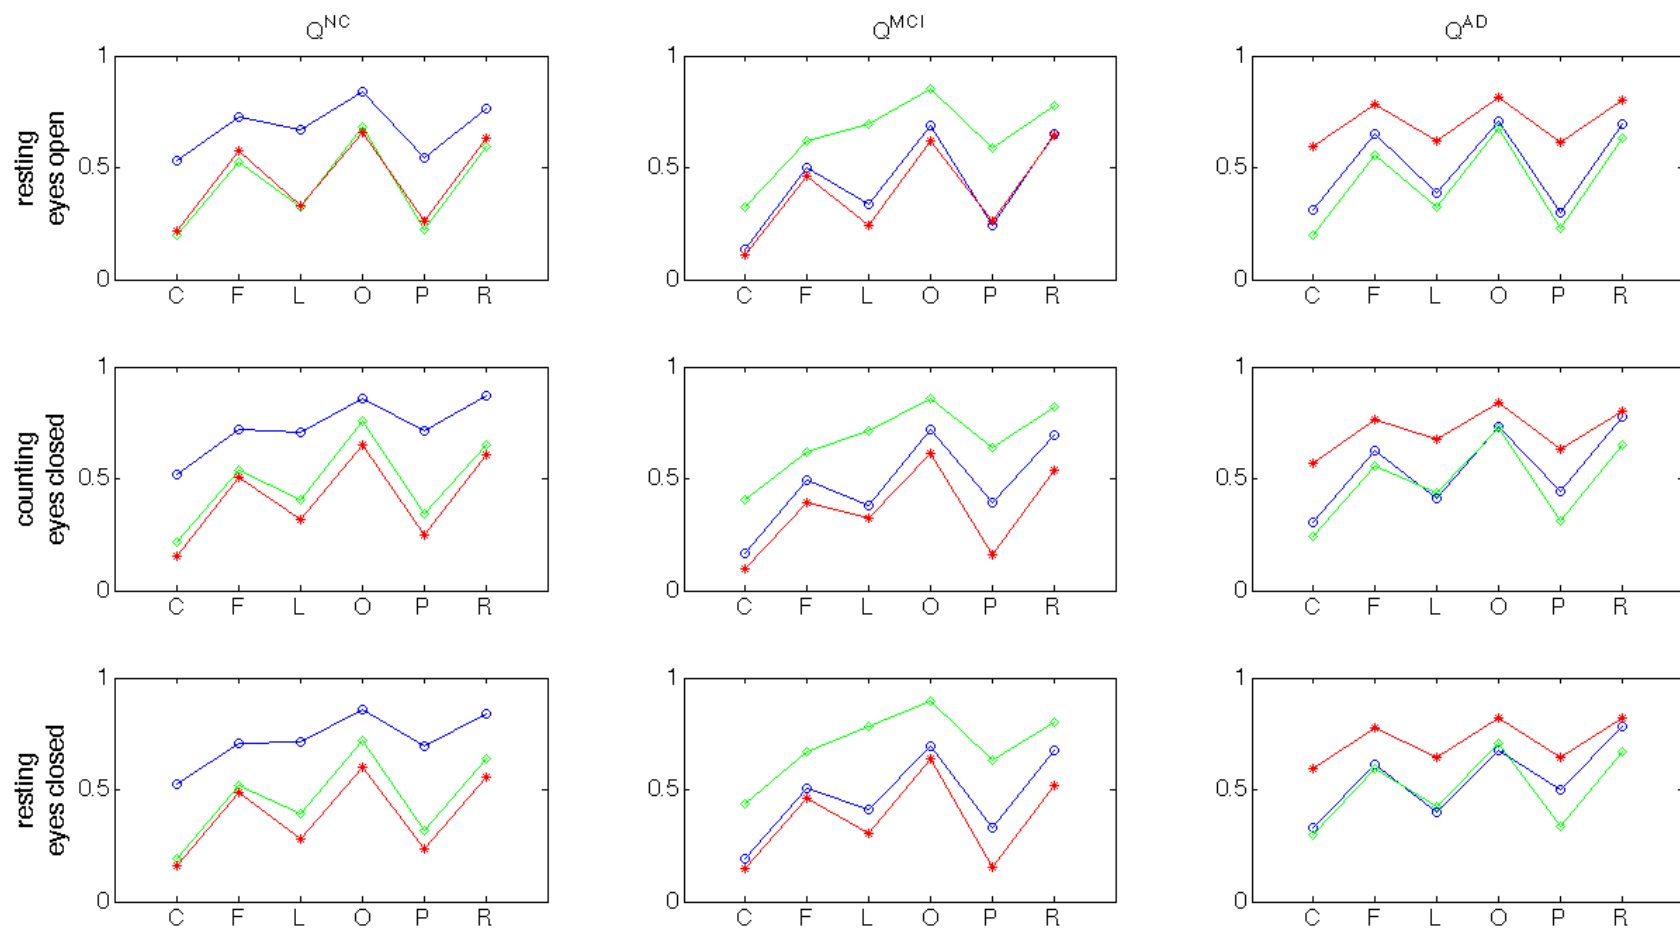 Q^NC Q^MCI Q^AD
resting
eyes open
1 1 1
0.5 0.5 0.5
0 0 0
C F L O P R C F L O P R C F L O P R
counting
eyes closed
1 1 1
0.5 0.5 0.5
0 0 0
C F L O P R C F L O P R C F L O P R
resting
eyes closed
1 1 1
0.5 0.5 0.5
0 0 0
C F L O P R C F L O P R C F L O P R